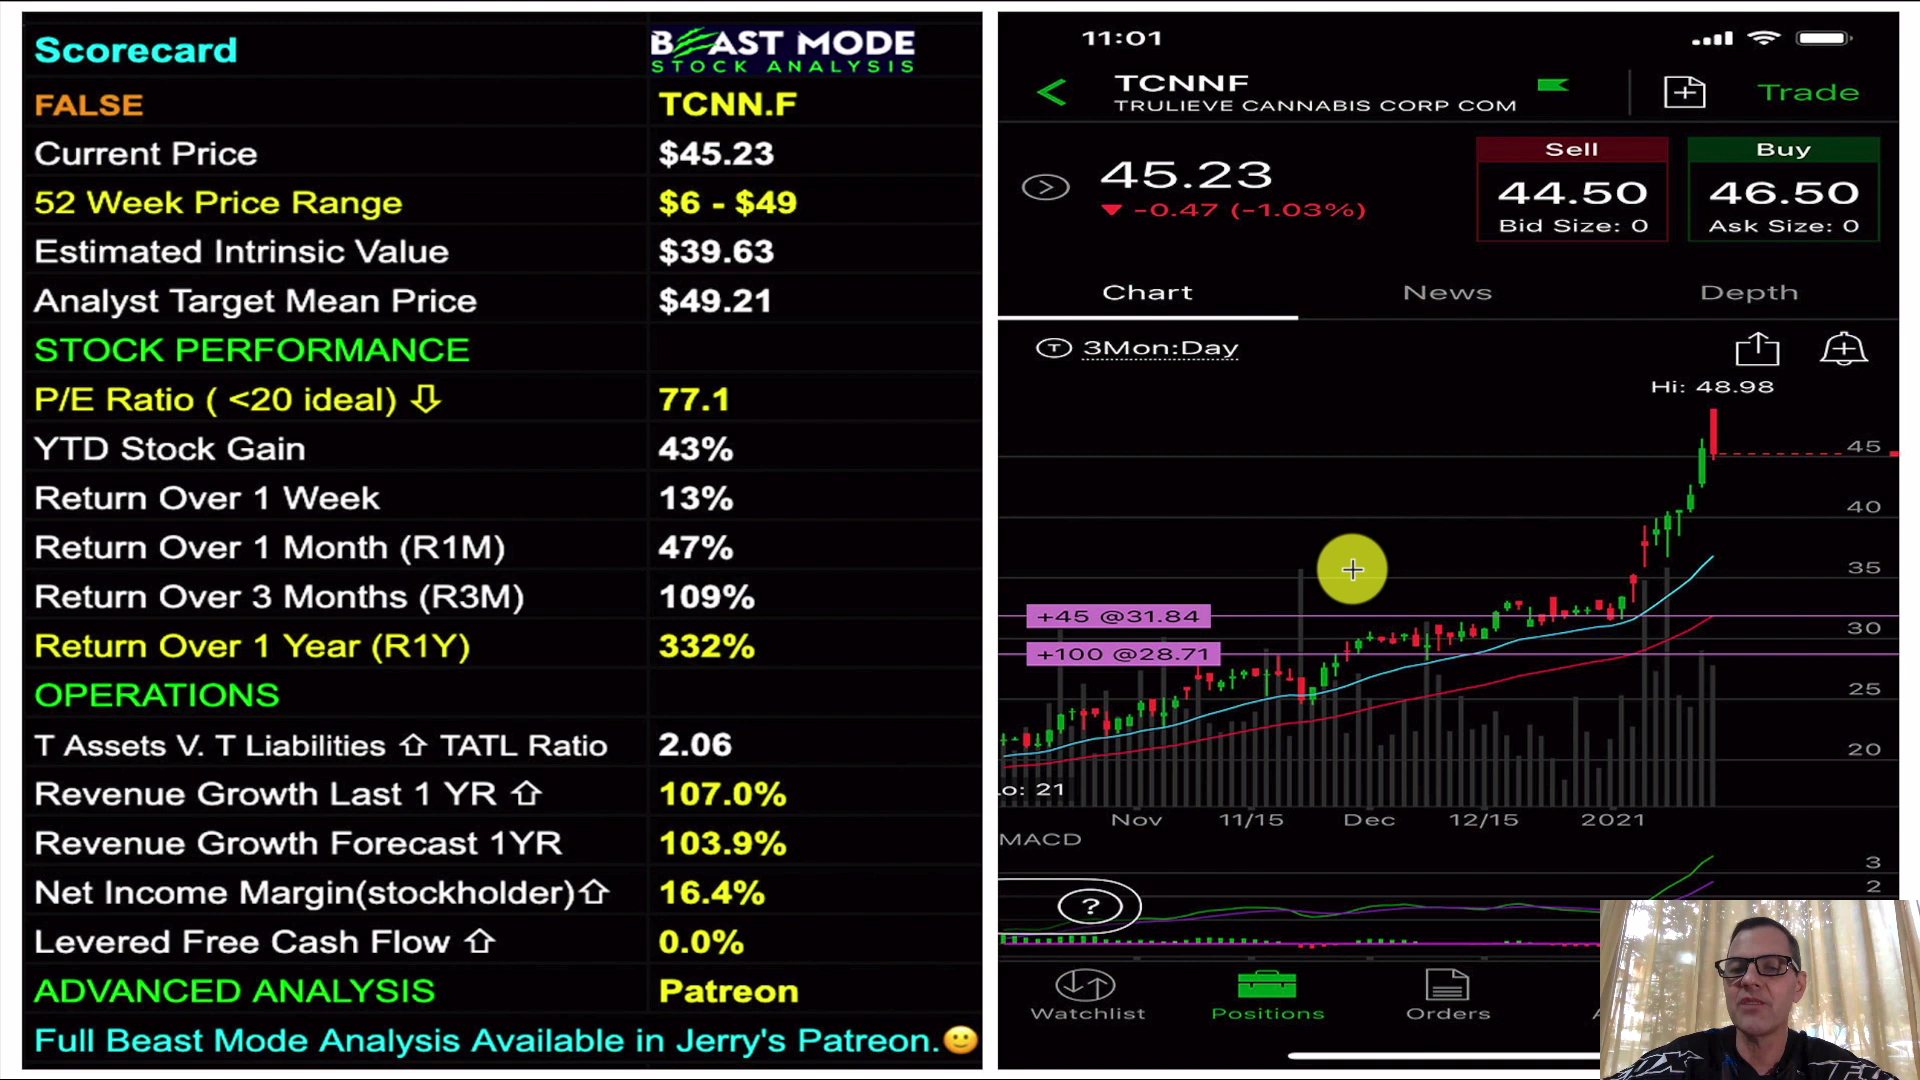 Scorecard
BEAST MODE
STOCK ANALYSIS
FALSE TCNN.F
Current Price $45.23
52 Week Price Range $6 - $49
Estimated Intrinsic Value $39.63
Analyst Target Mean Price $49.21
STOCK PERFORMANCE
P/E Ratio ( <20 ideal) ⇩ 77.1
YTD Stock Gain 43%
Return Over 1 Week 13%
Return Over 1 Month (R1M) 47%
Return Over 3 Months (R3M) 109%
Return Over 1 Year (R1Y) 332%
OPERATIONS
T Assets V. T Liabilities ⇧ TATL Ratio 2.06
Revenue Growth Last 1 YR ⇧ 107.0%
Revenue Growth Forecast 1YR 103.9%
Net Income Margin(stockholder)⇧ 16.4%
Levered Free Cash Flow ⇧ 0.0%
ADVANCED ANALYSIS Patreon
Full Beast Mode Analysis Available in Jerry's Patreon.🙂
11:01
TCNNF
TRULIEVE CANNABIS CORP COM
Trade
45.23
-0.47 (-1.03%)
Sell
44.50
Bid Size: 0
Buy
46.50
Ask Size: 0
Chart News Depth
T 3Mon:Day
Hi: 48.98
45
40
35
+45 @31.84
30
+100 @28.71
25
20
Lo: 21
Nov 11/15 Dec 12/15 2021
MACD
3
2
?
Watchlist Positions Orders